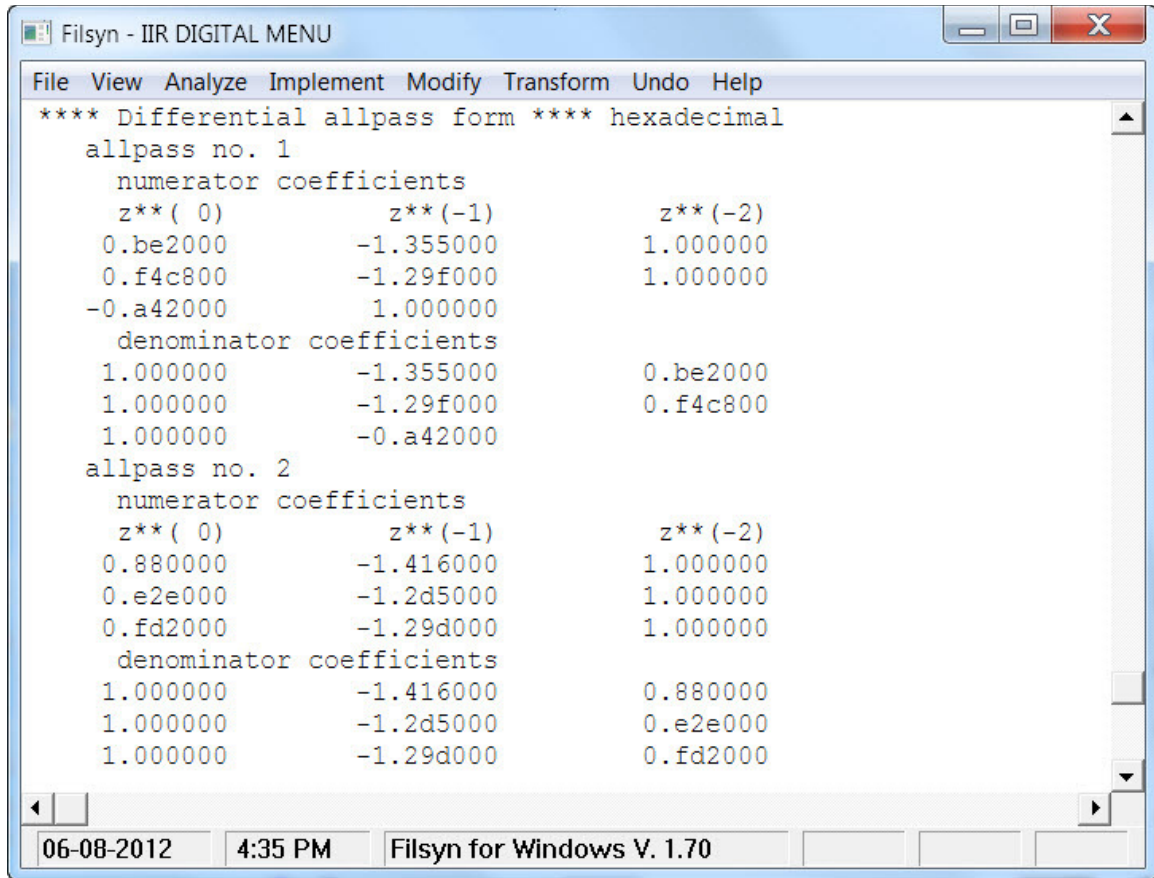 Filsyn - IIR DIGITAL MENU
File View Analyze Implement Modify Transform Undo Help
**** Differential allpass form **** hexadecimal
allpass no. 1
numerator coefficients
z**( 0) z**(-1) z**(-2)
0.be2000 -1.355000 1.000000
0.f4c800 -1.29f000 1.000000
-0.a42000 1.000000
denominator coefficients
1.000000 -1.355000 0.be2000
1.000000 -1.29f000 0.f4c800
1.000000 -0.a42000
allpass no. 2
numerator coefficients
z**( 0) z**(-1) z**(-2)
0.880000 -1.416000 1.000000
0.e2e000 -1.2d5000 1.000000
0.fd2000 -1.29d000 1.000000
denominator coefficients
1.000000 -1.416000 0.880000
1.000000 -1.2d5000 0.e2e000
1.000000 -1.29d000 0.fd2000
06-08-2012 4:35 PM Filsyn for Windows V. 1.70